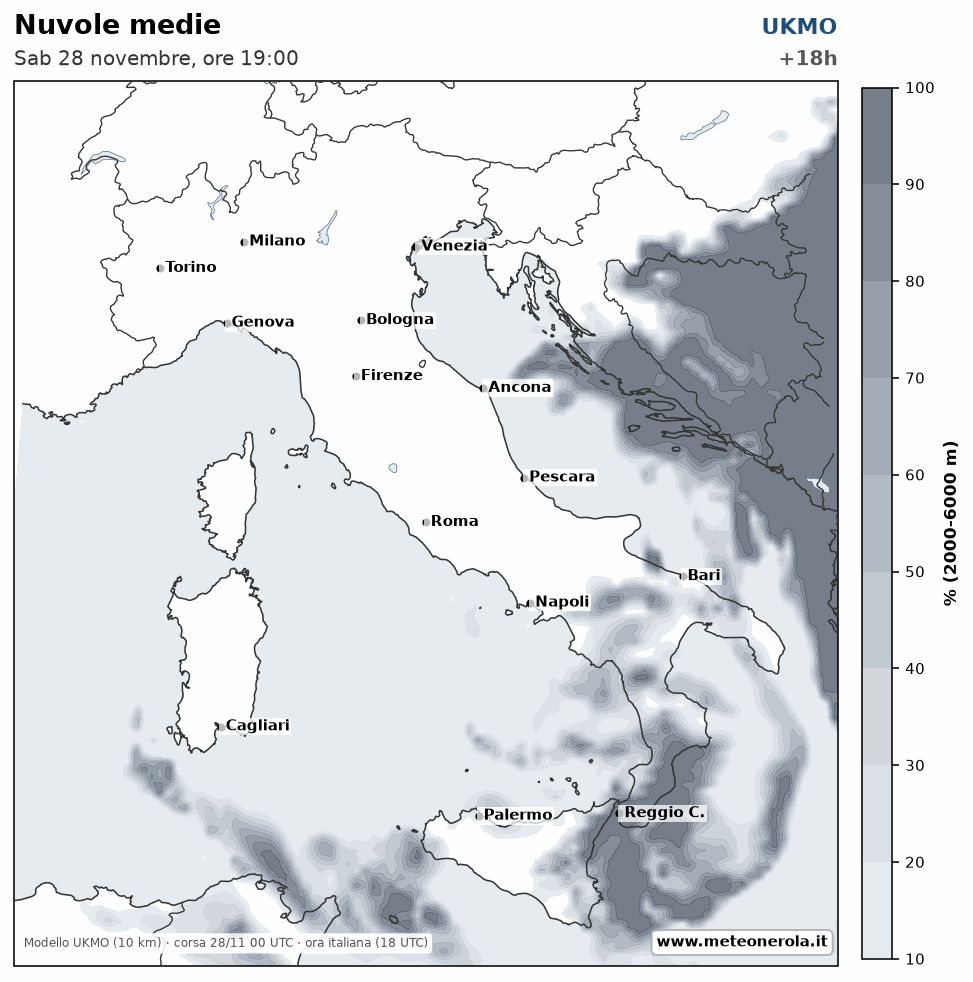 Nuvole medie
UKMO
Sab 28 novembre, ore 19:00
+18h
Milano
Venezia
Torino
Genova
Bologna
Firenze
Ancona
Pescara
Roma
Bari
Napoli
Cagliari
Palermo
Reggio C.
Modello UKMO (10 km) · corsa 28/11 00 UTC · ora italiana (18 UTC)
www.meteonerola.it
100
90
80
70
60
50
40
30
20
10
% (2000-6000 m)